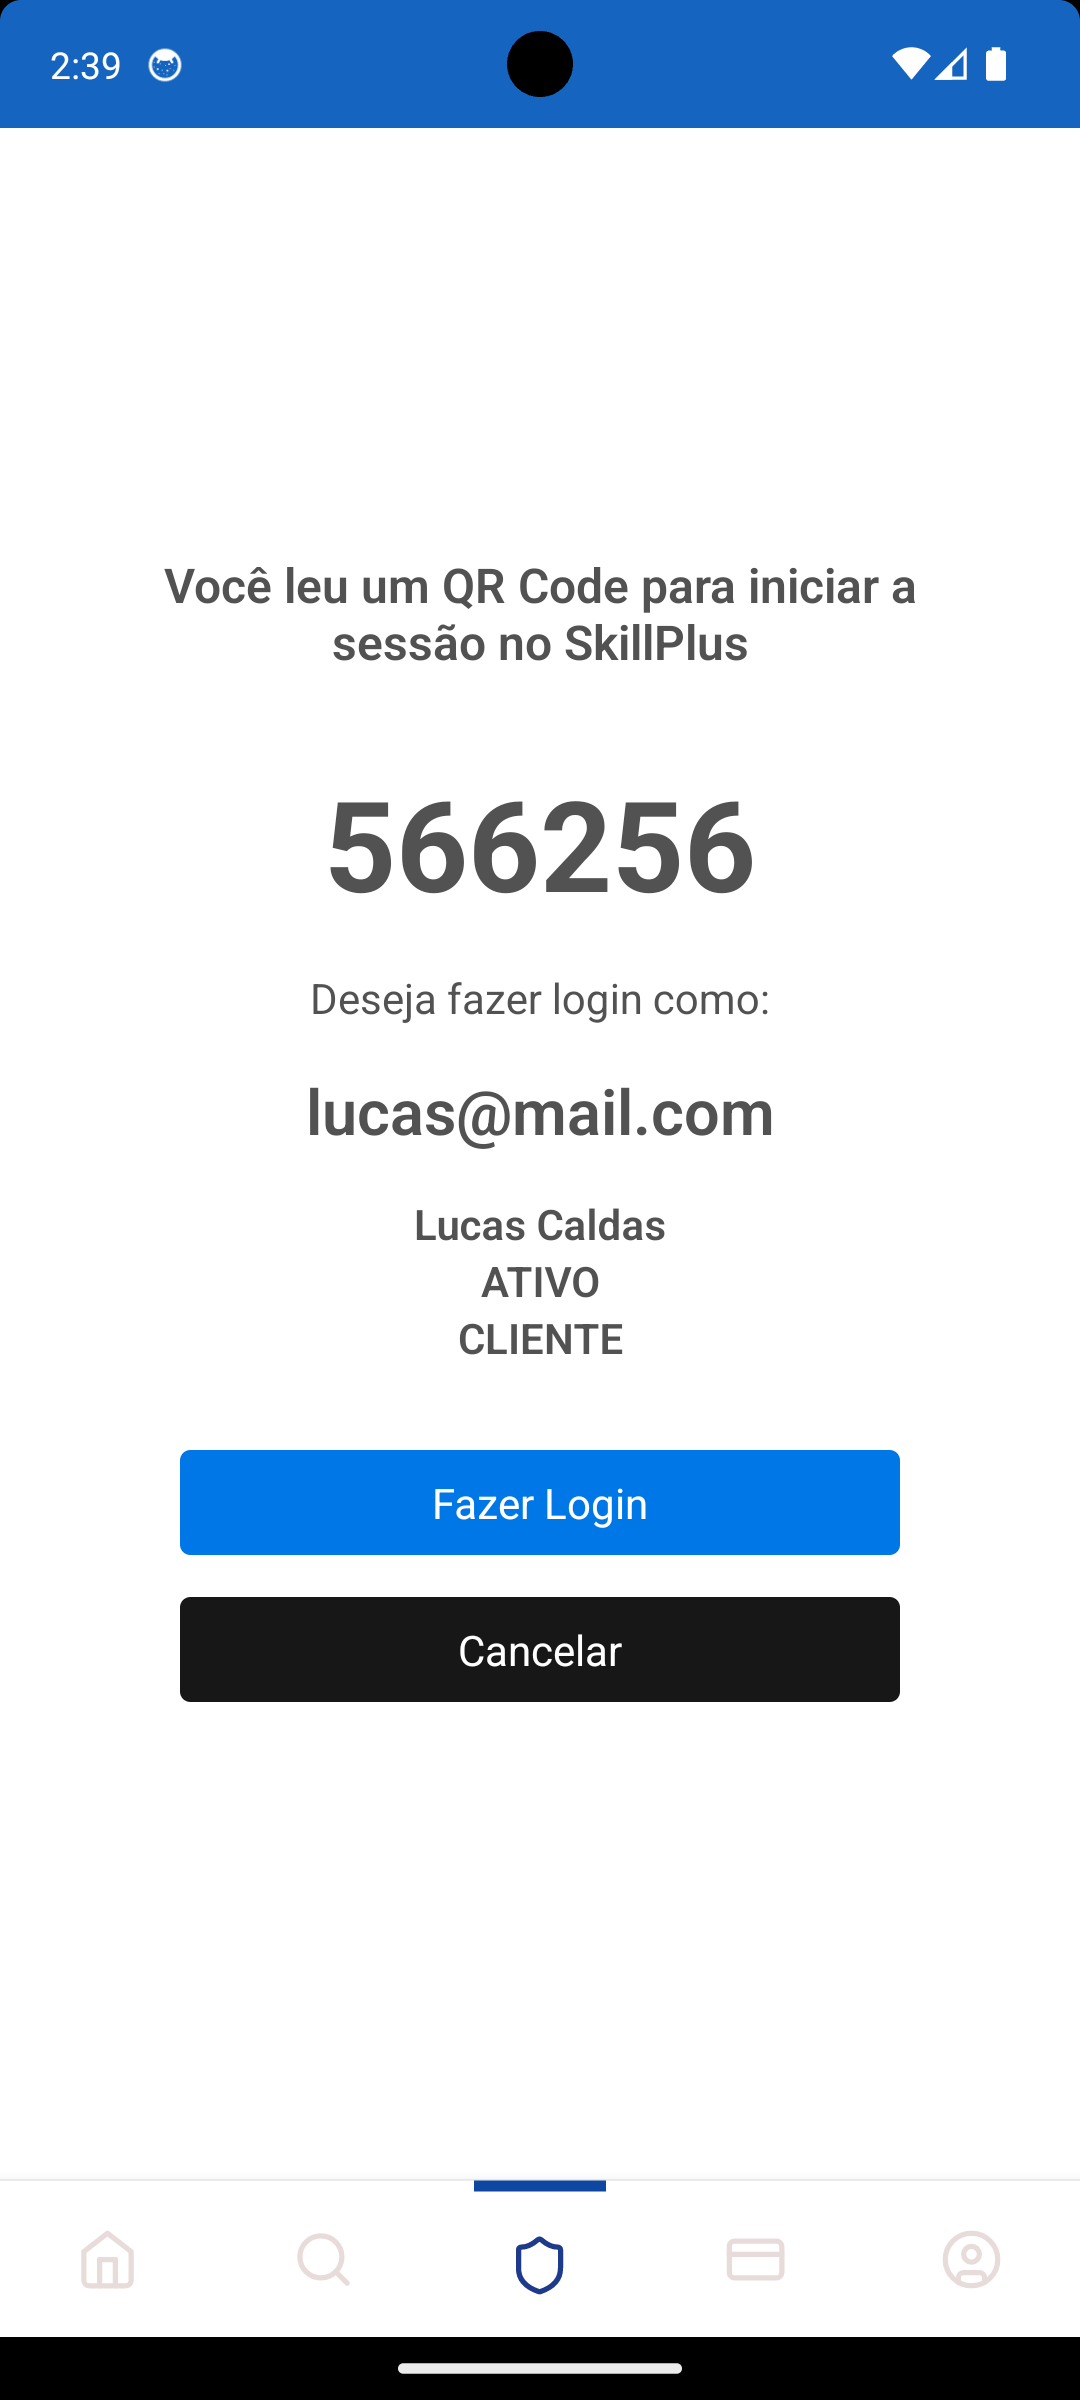 2:39
Você leu um QR Code para iniciar a
sessão no SkillPlus
566256
Deseja fazer login como:
lucas@mail.com
Lucas Caldas
ATIVO
CLIENTE
Fazer Login
Cancelar